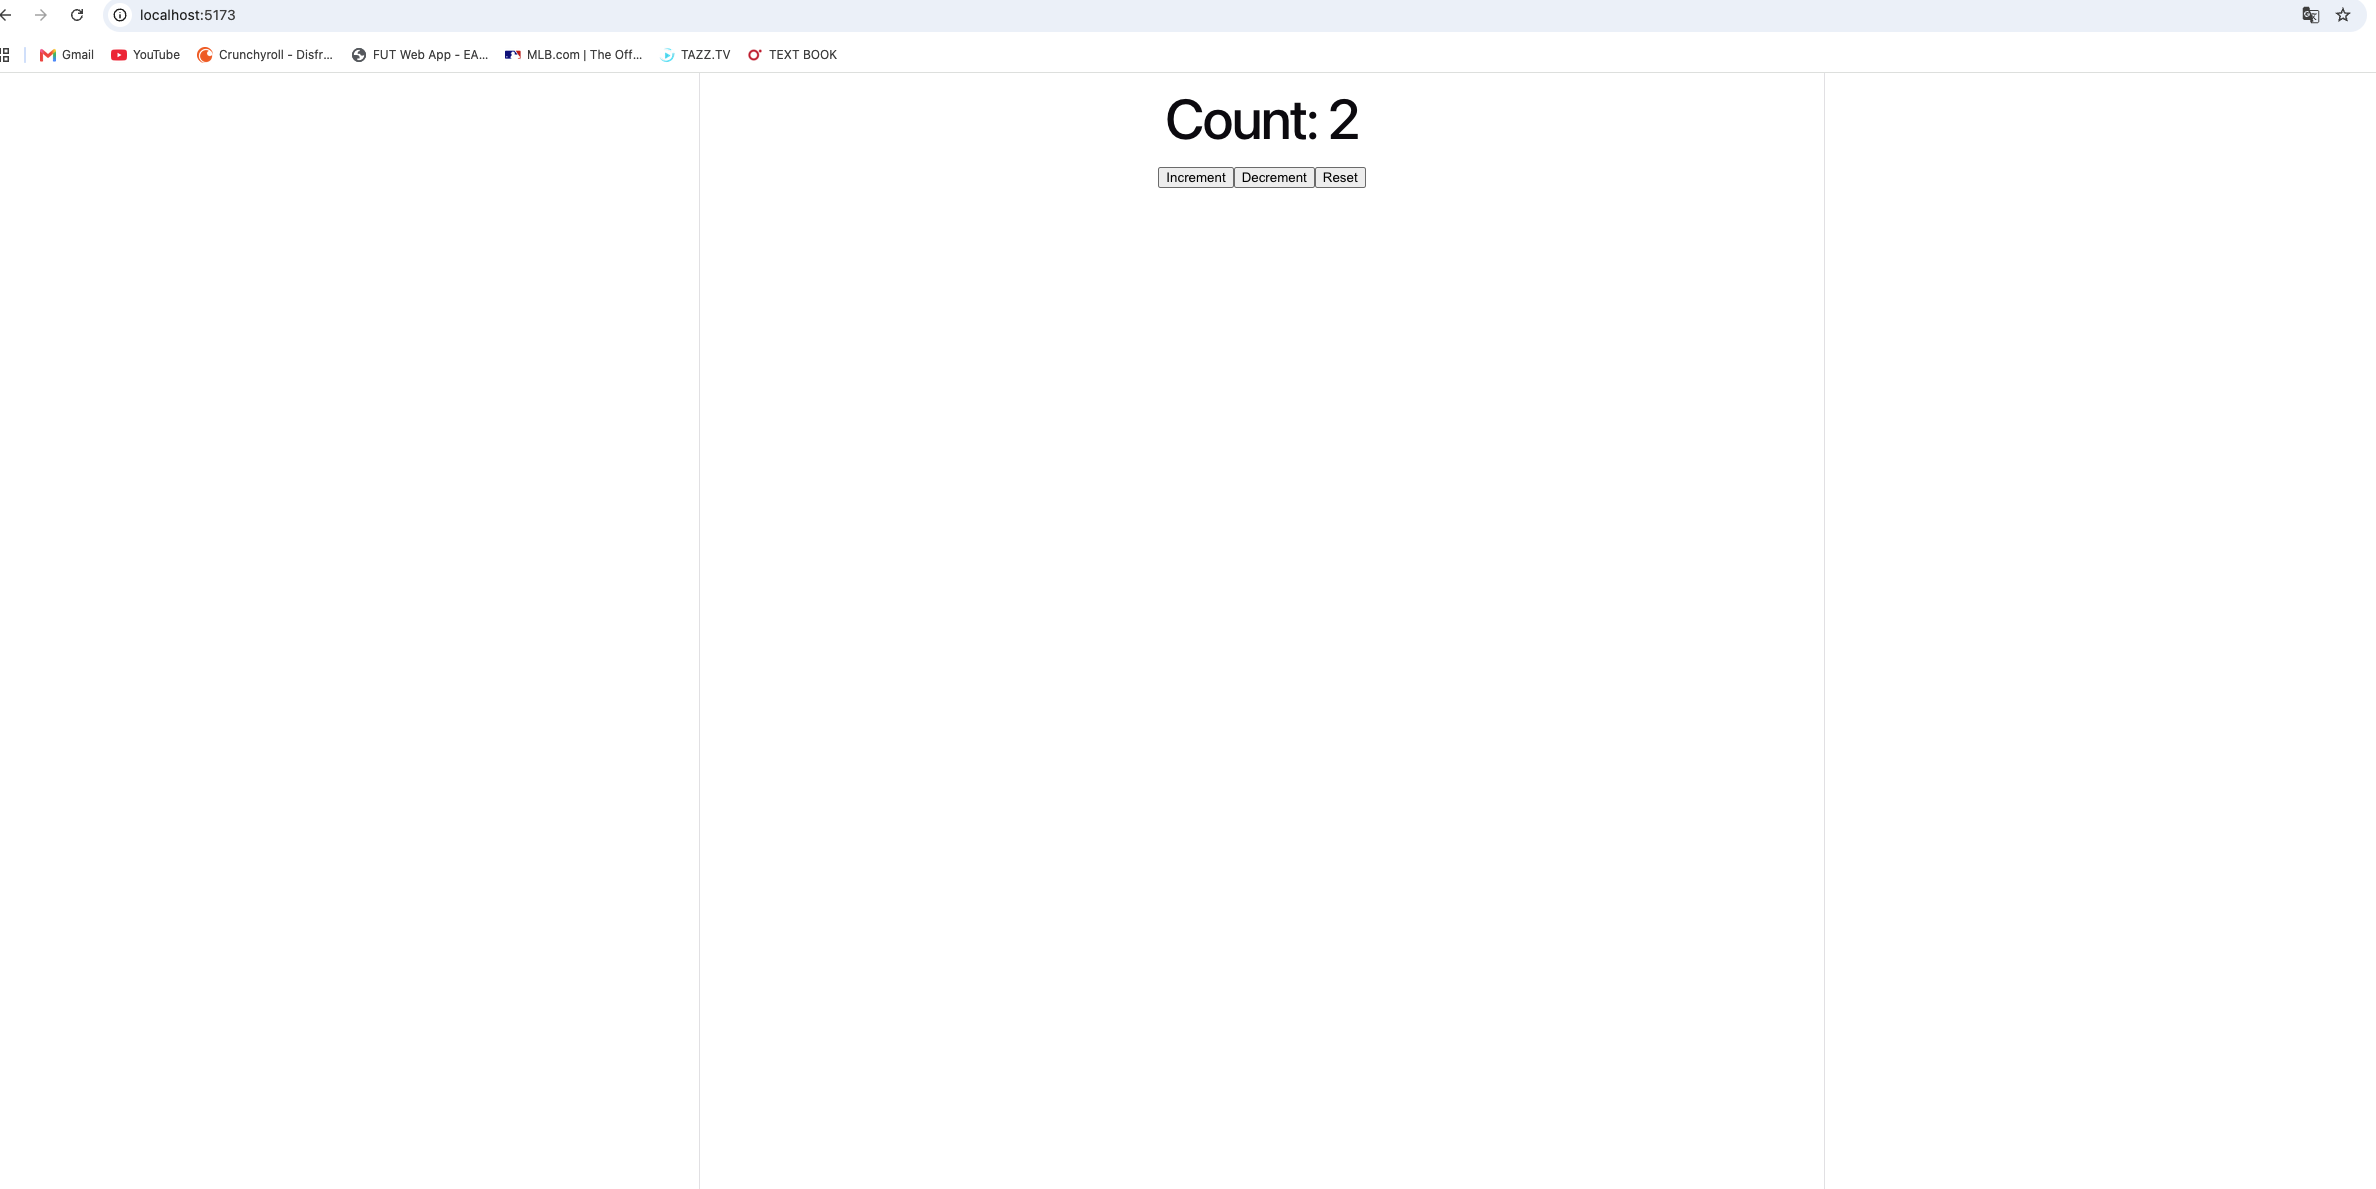 localhost:5173
Gmail YouTube Crunchyroll - Disfr... FUT Web App - EA... MLB.com | The Off... TAZZ.TV TEXT BOOK
Count: 2
Increment Decrement Reset